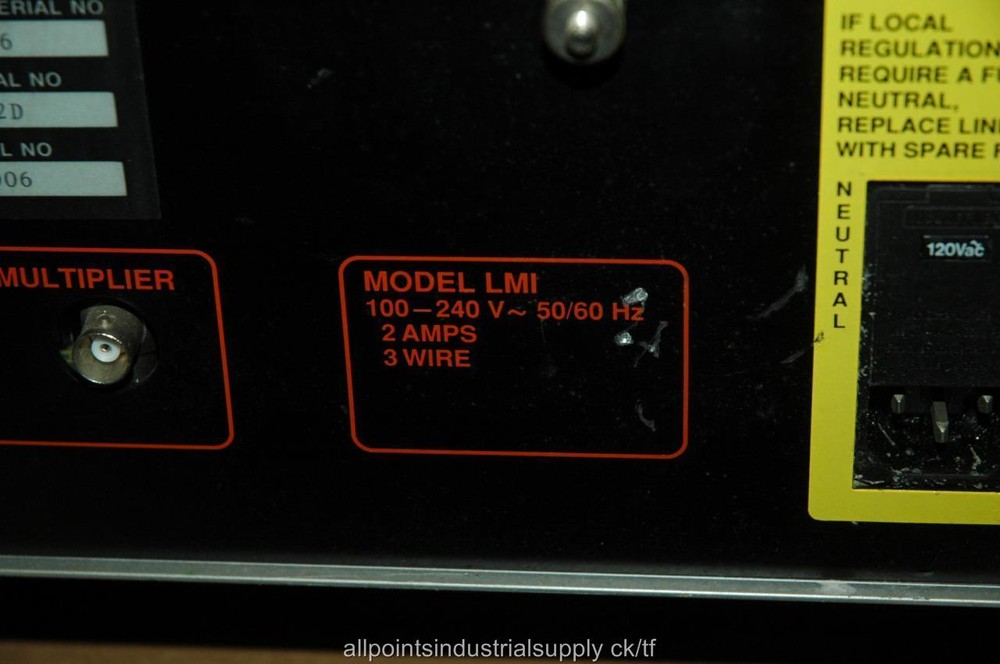 ERIAL NO
6
AL NO
2D
L NO
06
MULTIPLIER
MODEL LMI
100–240 V~ 50/60 Hz
2 AMPS
3 WIRE
IF LOCAL
REGULATION
REQUIRE A F
NEUTRAL,
REPLACE LIN
WITH SPARE
NEUTRAL
120Vac
allpointsindustrialsupply ck/tf